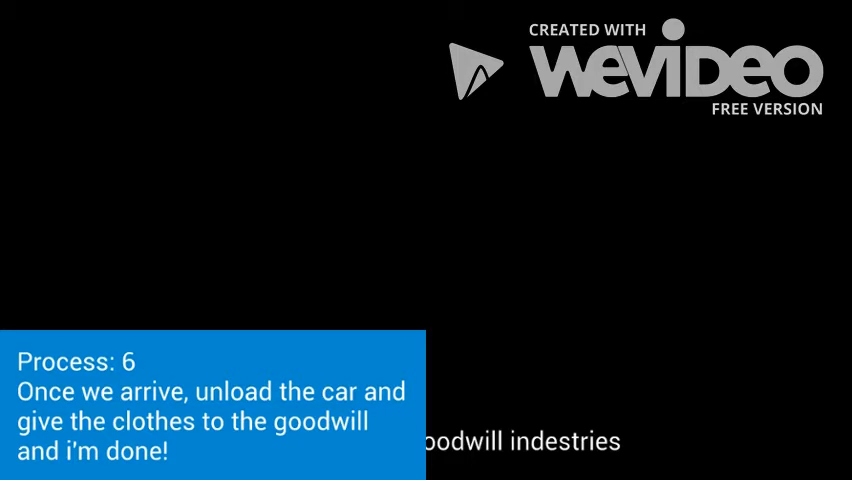 CREATED WITH
WEVIDEO
FREE VERSION
Process: 6
Once we arrive, unload the car and
give the clothes to the goodwill
and i'm done!
oodwill indestries